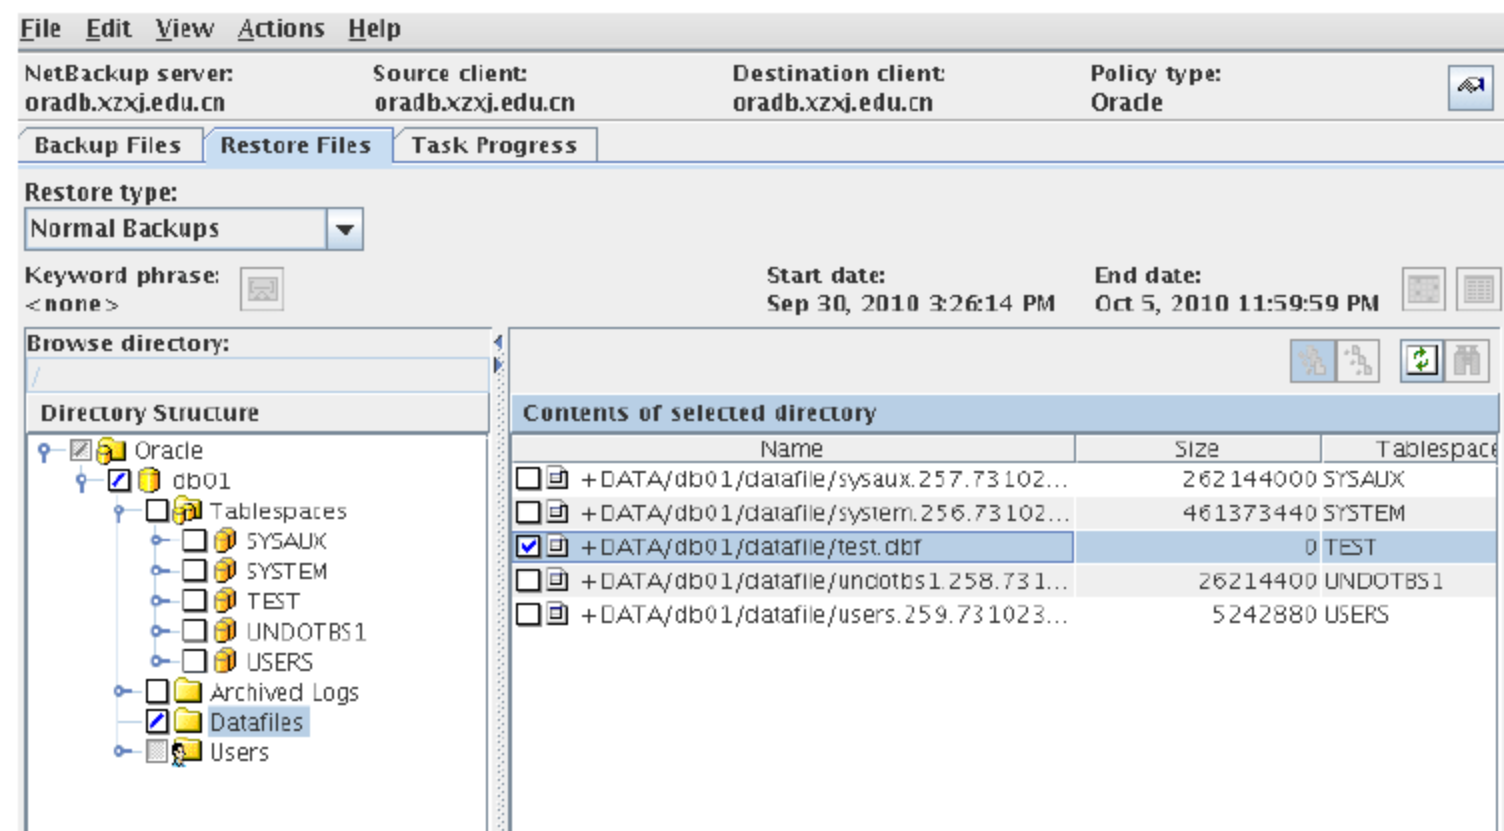 File Edit View Actions Help
NetBackup server: Source client: Destination client: Policy type:
oradb.xzxj.edu.cn oradb.xzxj.edu.cn oradb.xzxj.edu.cn Oracle
Backup Files Restore Files Task Progress
Restore type:
Normal Backups
Keyword phrase: Start date: End date:
<none> Sep 30, 2010 3:26:14 PM Oct 5, 2010 11:59:59 PM
Browse directory:
/
Directory Structure
Oracle
db01
Tablespaces
SYSAUX
SYSTEM
TEST
UNDOTBS1
USERS
Archived Logs
Datafiles
Users
Contents of selected directory
Name Size Tablespace
+DATA/db01/datafile/sysaux.257.73102... 262144000 SYSAUX
+DATA/db01/datafile/system.256.73102... 461373440 SYSTEM
+DATA/db01/datafile/test.dbf 0 TEST
+DATA/db01/datafile/undotbs1.258.731... 26214400 UNDOTBS1
+DATA/db01/datafile/users.259.731023... 5242880 USERS